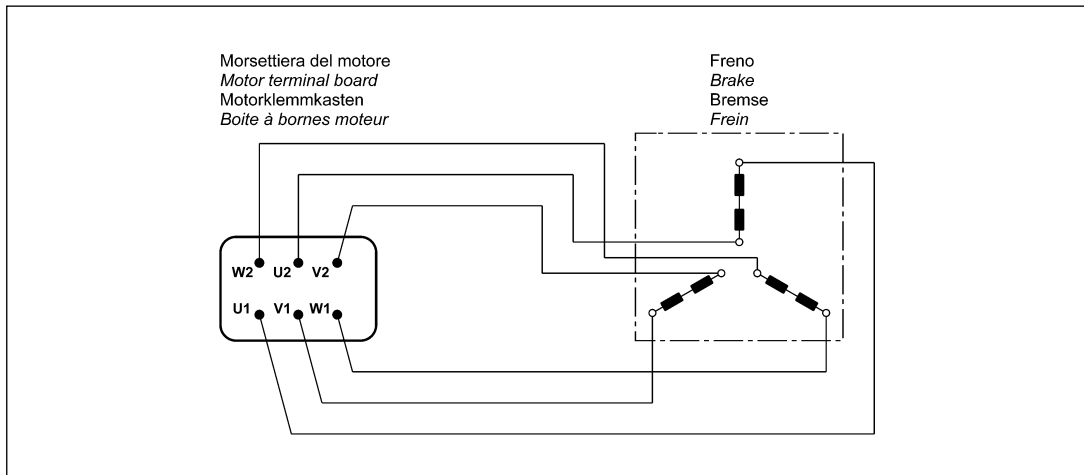 Morsettiera del motore
Motor terminal board
Motorklemmkasten
Boite à bornes moteur
Freno
Brake
Bremse
Frein
W2 U2 V2
U1 V1 W1